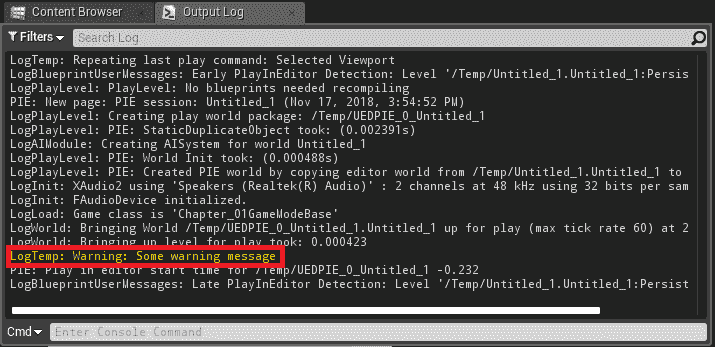 Content Browser
Output Log
Filters
Search Log
LogTemp: Repeating last play command: Selected Viewport
LogBlueprintUserMessages: Early PlayInEditor Detection: Level '/Temp/Untitled_1.Untitled_1:Persis
LogPlayLevel: PlayLevel: No blueprints needed recompiling
PIE: New page: PIE session: Untitled_1 (Nov 17, 2018, 3:54:52 PM)
LogPlayLevel: Creating play world package: /Temp/UEDPIE_0_Untitled_1
LogPlayLevel: PIE: StaticDuplicateObject took: (0.002391s)
LogAIModule: Creating AISystem for world Untitled_1
LogPlayLevel: PIE: World Init took: (0.000488s)
LogPlayLevel: PIE: Created PIE world by copying editor world from /Temp/Untitled_1.Untitled_1 to
LogInit: XAudio2 using 'Speakers (Realtek(R) Audio)' : 2 channels at 48 kHz using 32 bits per sam
LogInit: FAudioDevice initialized.
LogLoad: Game class is 'Chapter_01GameModeBase'
LogWorld: Bringing World /Temp/UEDPIE_0_Untitled_1.Untitled_1 up for play (max tick rate 60) at 2
LogWorld: Bringing up level for play took: 0.000423
LogTemp: Warning: Some warning message
PIE: Play in editor start time for /Temp/UEDPIE_0_Untitled_1 -0.232
LogBlueprintUserMessages: Late PlayInEditor Detection: Level '/Temp/Untitled_1.Untitled_1:Persist
Cmd
Enter Console Command